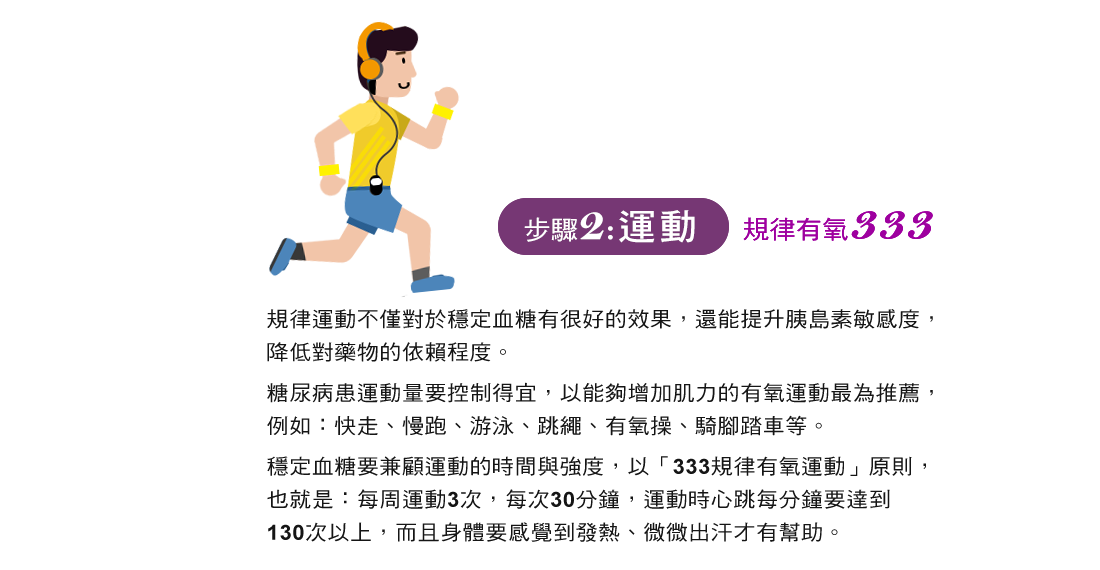 步驟2:運動 規律有氧333
規律運動不僅對於穩定血糖有很好的效果，還能提升胰島素敏感度，
降低對藥物的依賴程度。
糖尿病患運動量要控制得宜，以能夠增加肌力的有氧運動最為推薦，
例如：快走、慢跑、游泳、跳繩、有氧操、騎腳踏車等。
穩定血糖要兼顧運動的時間與強度，以「333規律有氧運動」原則，
也就是：每周運動3次，每次30分鐘，運動時心跳每分鐘要達到
130次以上，而且身體要感覺到發熱、微微出汗才有幫助。